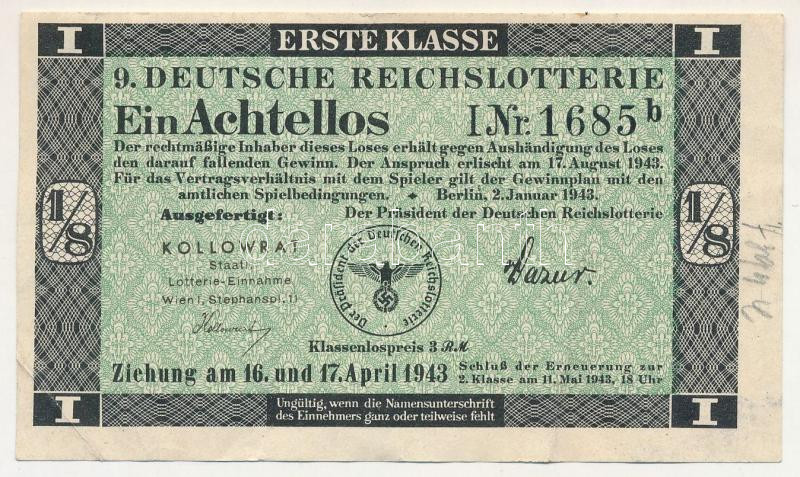 I ERSTE KLASSE I
9. DEUTSCHE REICHSLOTTERIE
Ein Achtellos I Nr. 1685 b
Der rechtmäßige Inhaber dieses Loses erhält gegen Aushändigung des Loses
den darauf fallenden Gewinn. Der Anspruch erlischt am 17. August 1943.
Für das Vertragsverhältnis mit dem Spieler gilt der Gewinnplan mit den
amtlichen Spielbedingungen. Berlin, 2. Januar 1943.
Ausgefertigt: Der Präsident der Deutschen Reichslotterie
1/8 1/8
KOLLOWRAT
Staatl.
Lotterie-Einnahme
Wien I, Stephanspl. 11
Der Präsident der Deutschen Reichslotterie
Klassenlospreis 3 RM
Ziehung am 16. und 17. April 1943
Schluß der Erneuerung zur
2. Klasse am 11. Mai 1943, 18 Uhr
I I
Ungültig, wenn die Namensunterschrift
des Einnehmers ganz oder teilweise fehlt